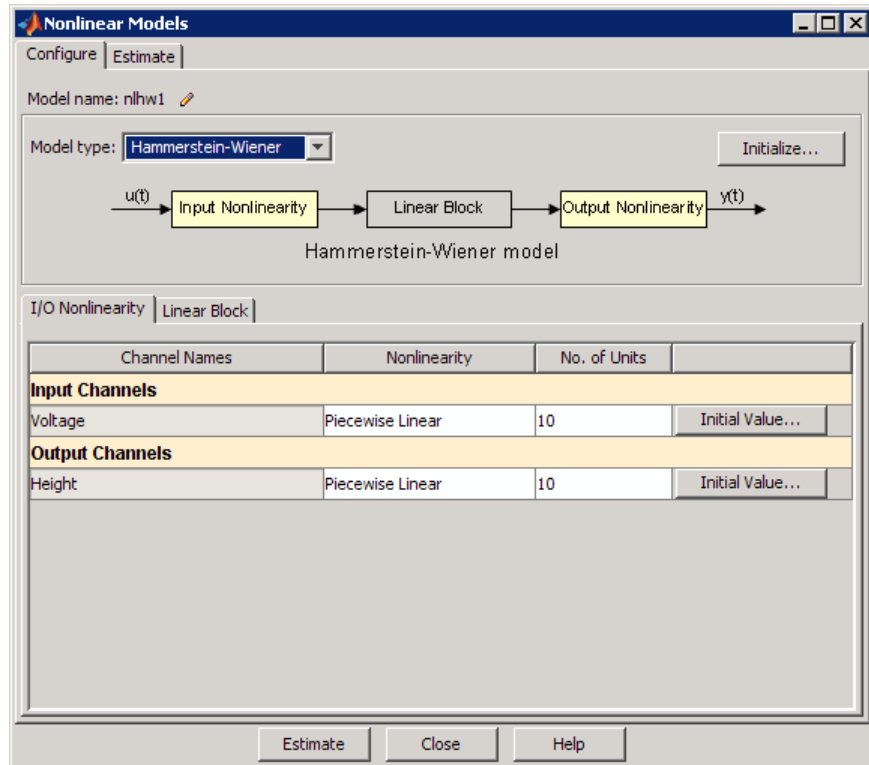 Nonlinear Models
Configure Estimate
Model name: nlhw1
Model type: Hammerstein-Wiener Initialize...
u(t) Input Nonlinearity Linear Block Output Nonlinearity y(t)
Hammerstein-Wiener model
I/O Nonlinearity Linear Block
Channel Names Nonlinearity No. of Units
Input Channels
Voltage Piecewise Linear 10 Initial Value...
Output Channels
Height Piecewise Linear 10 Initial Value...
Estimate Close Help